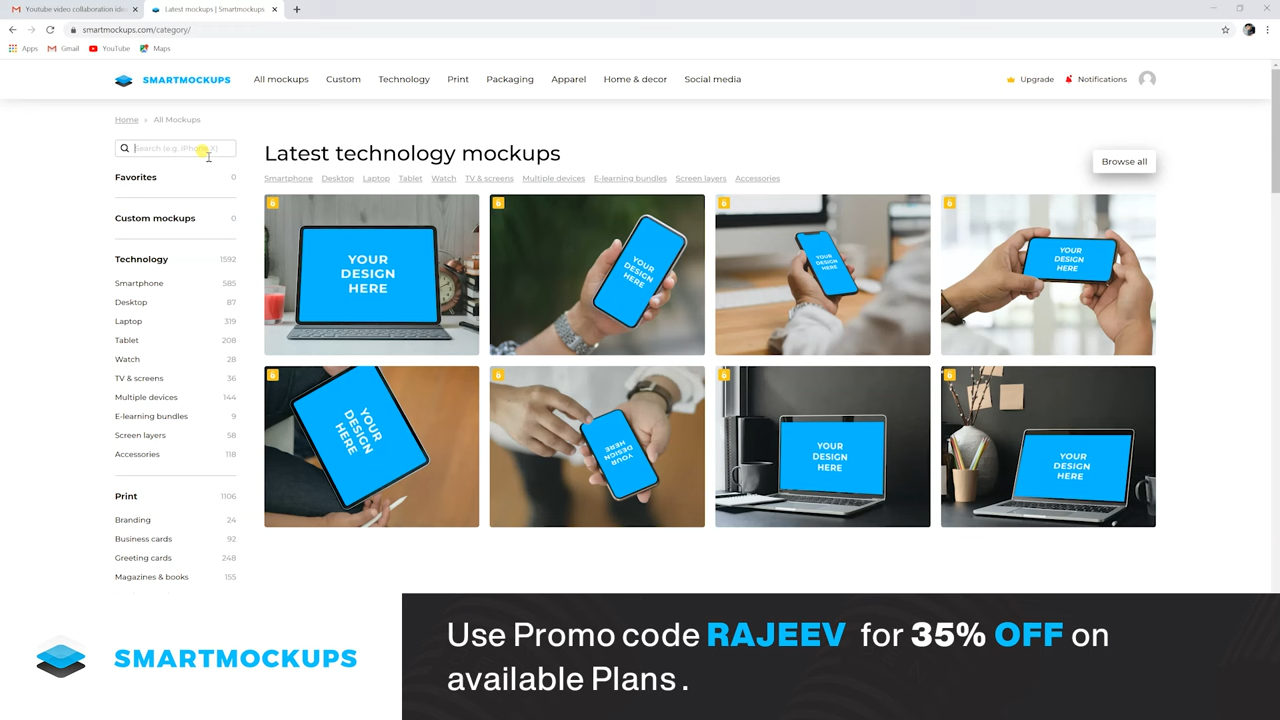 Youtube video collaboration idea
Latest mockups | Smartmockups
smartmockups.com/category/
Apps
Gmail
YouTube
Maps
SMARTMOCKUPS
All mockups
Custom
Technology
Print
Packaging
Apparel
Home & decor
Social media
Upgrade
Notifications
Home » All Mockups
Search (e.g. iPhone X)
Favorites 0
Custom mockups 0
Technology 1592
Smartphone 585
Desktop 87
Laptop 319
Tablet 208
Watch 28
TV & screens 36
Multiple devices 144
E-learning bundles 9
Screen layers 58
Accessories 118
Print 1106
Branding 24
Business cards 92
Greeting cards 248
Magazines & books 155
Latest technology mockups
Browse all
Smartphone Desktop Laptop Tablet Watch TV & screens Multiple devices E-learning bundles Screen layers Accessories
YOUR
DESIGN
HERE
YOUR
DESIGN
HERE
YOUR
DESIGN
HERE
YOUR
DESIGN
HERE
YOUR
DESIGN
HERE
YOUR
DESIGN
HERE
YOUR
DESIGN
HERE
YOUR
DESIGN
HERE
SMARTMOCKUPS
Use Promo code RAJEEV for 35% OFF on
available Plans .